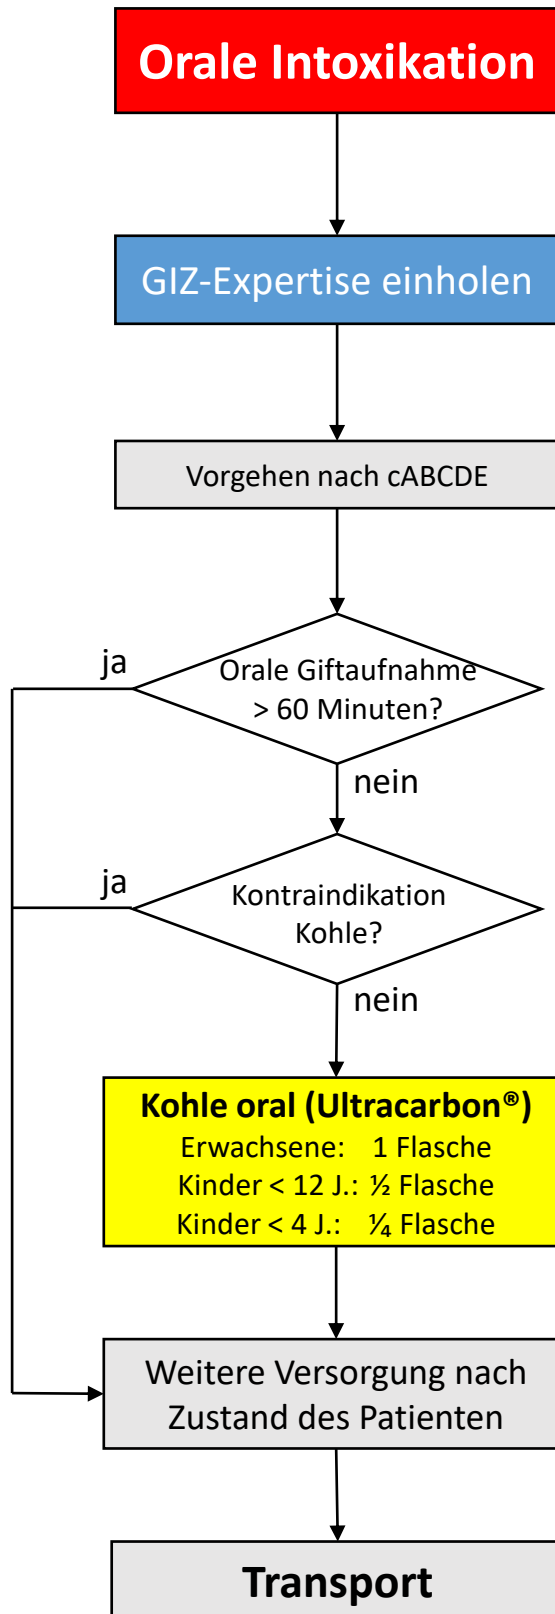 Orale Intoxikation
GIZ-Expertise einholen
Vorgehen nach cABCDE
ja
Orale Giftaufnahme
> 60 Minuten?
nein
ja
Kontraindikation
Kohle?
nein
Kohle oral (Ultracarbon®)
Erwachsene: 1 Flasche
Kinder < 12 J.: ½ Flasche
Kinder < 4 J.: ¼ Flasche
Weitere Versorgung nach
Zustand des Patienten
Transport